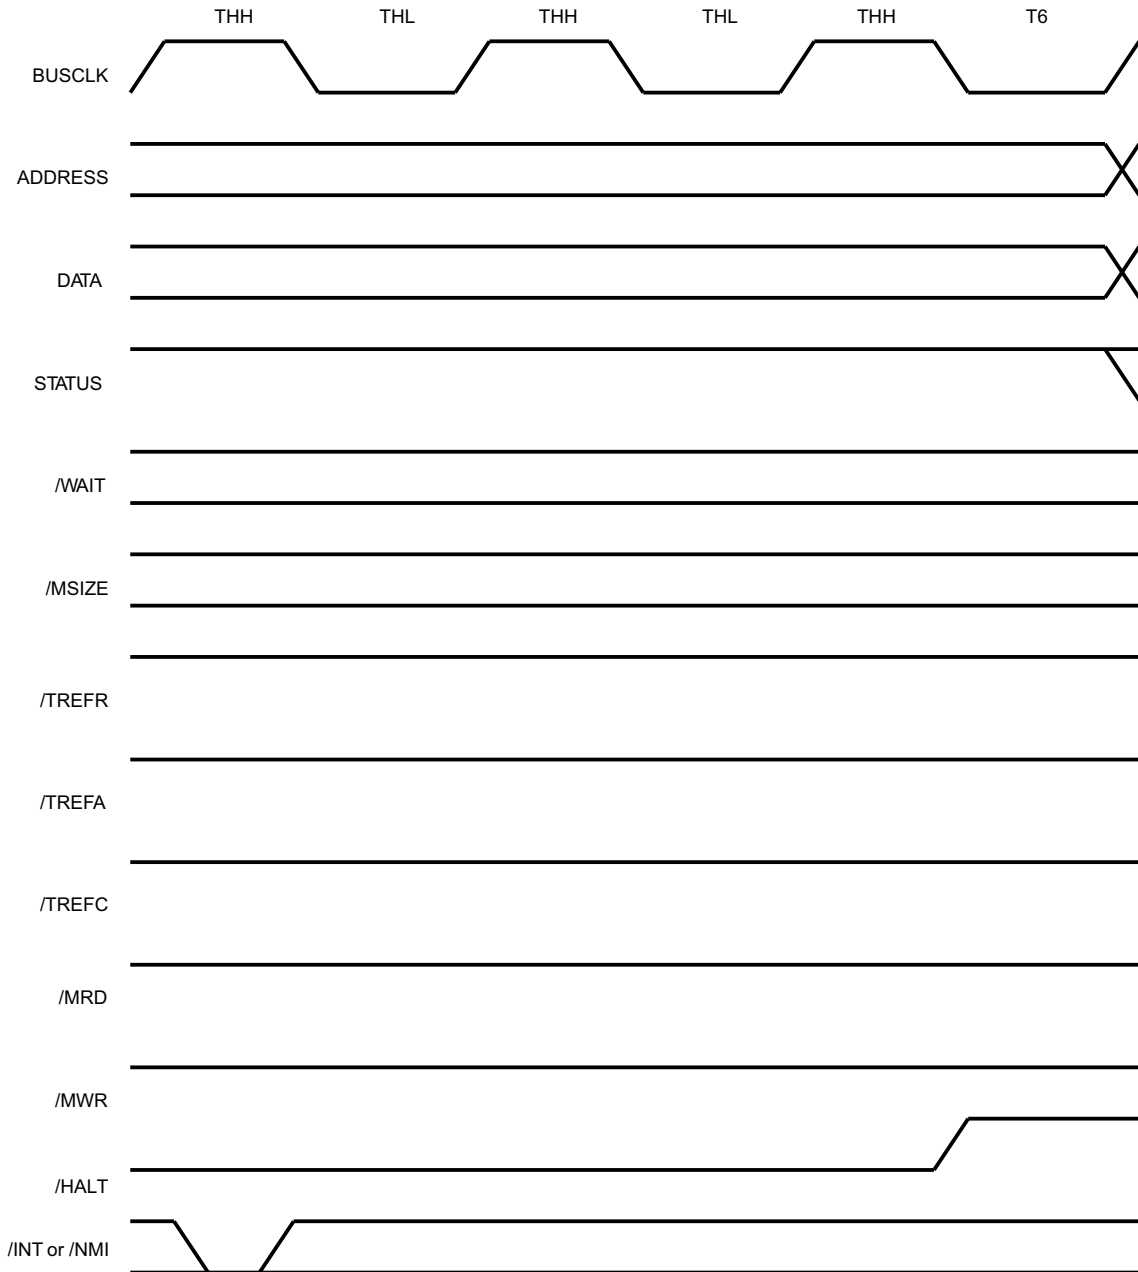 THH THL THH THL THH T6
BUSCLK
ADDRESS
DATA
STATUS
/WAIT
/MSIZE
/TREFR
/TREFA
/TREFC
/MRD
/MWR
/HALT
/INT or /NMI